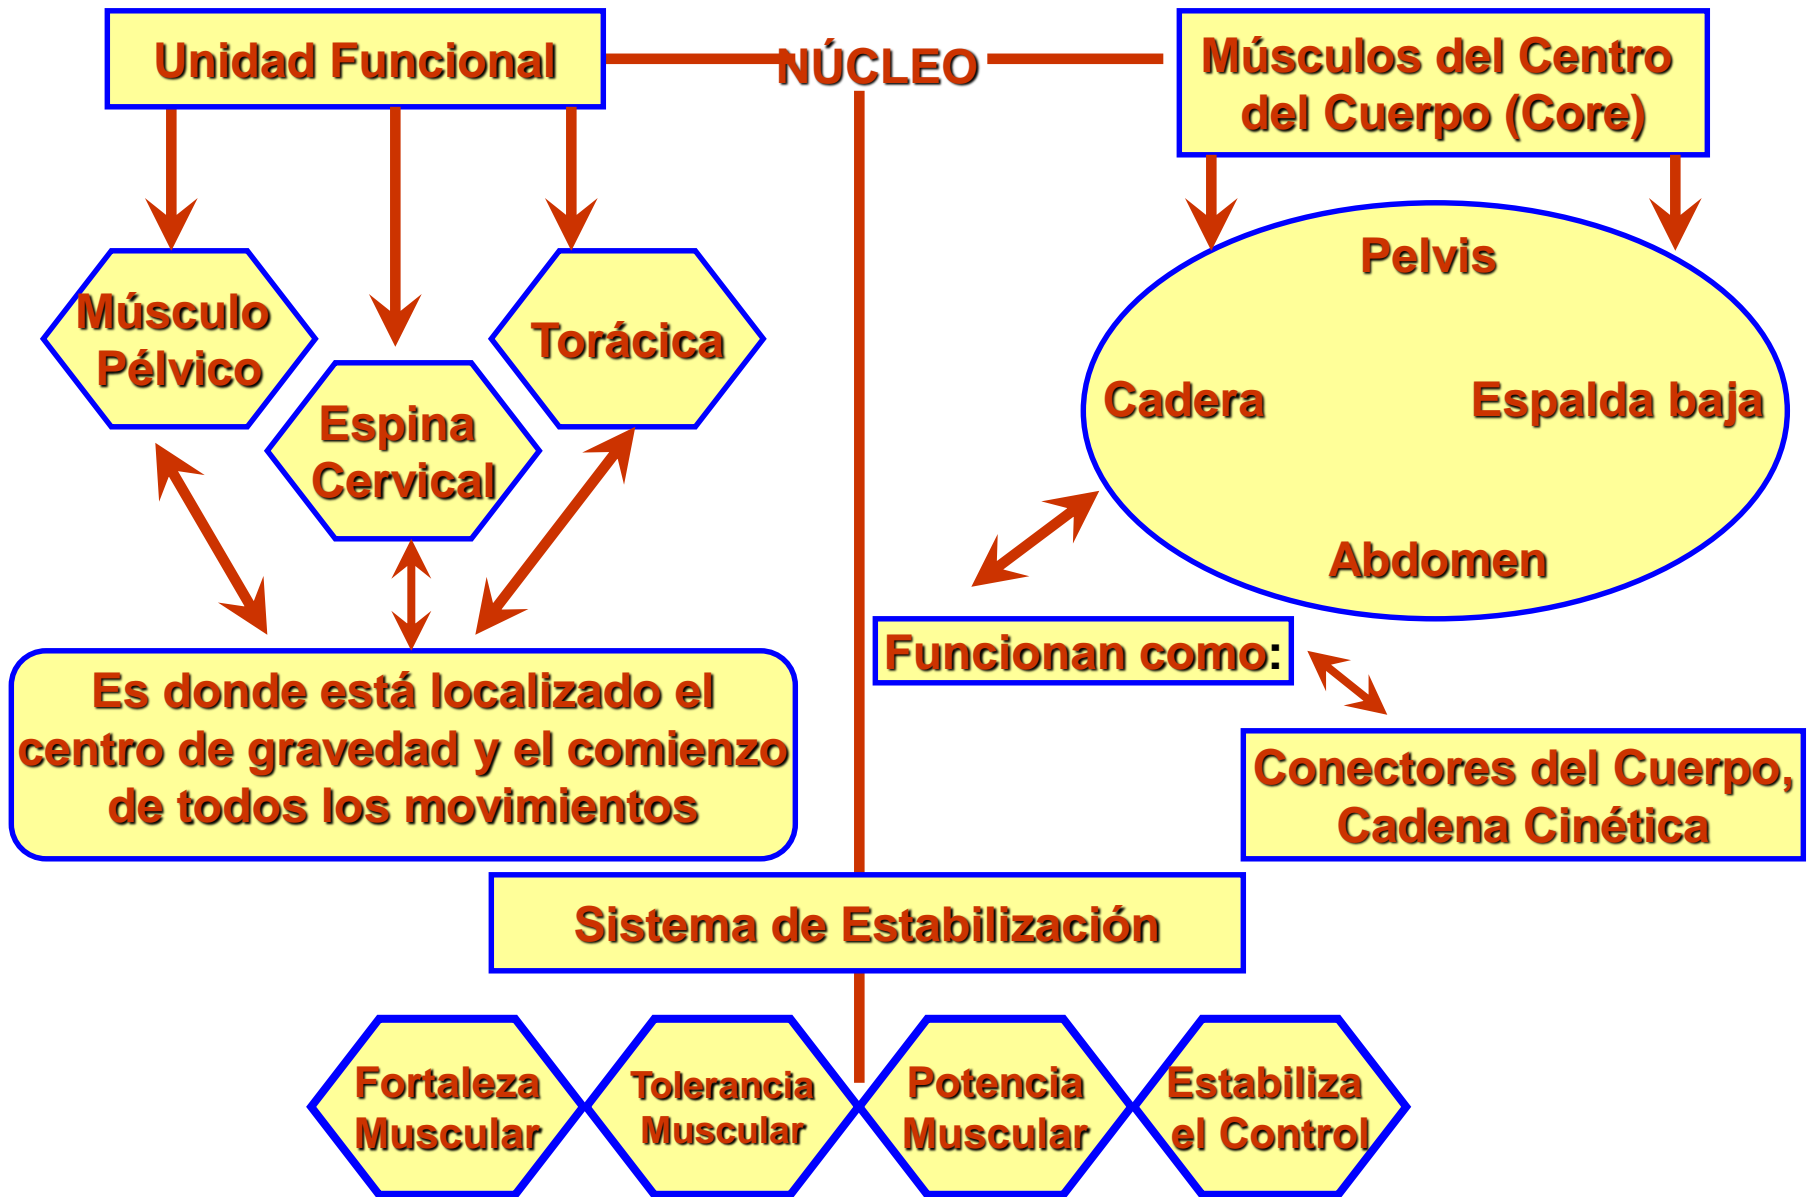 Unidad Funcional
NÚCLEO
Músculos del Centro
del Cuerpo (Core)
Músculo
Pélvico
Espina
Cervical
Torácica
Pelvis
Cadera
Espalda baja
Abdomen
Es donde está localizado el
centro de gravedad y el comienzo
de todos los movimientos
Funcionan como:
Conectores del Cuerpo,
Cadena Cinética
Sistema de Estabilización
Fortaleza
Muscular
Tolerancia
Muscular
Potencia
Muscular
Estabiliza
el Control